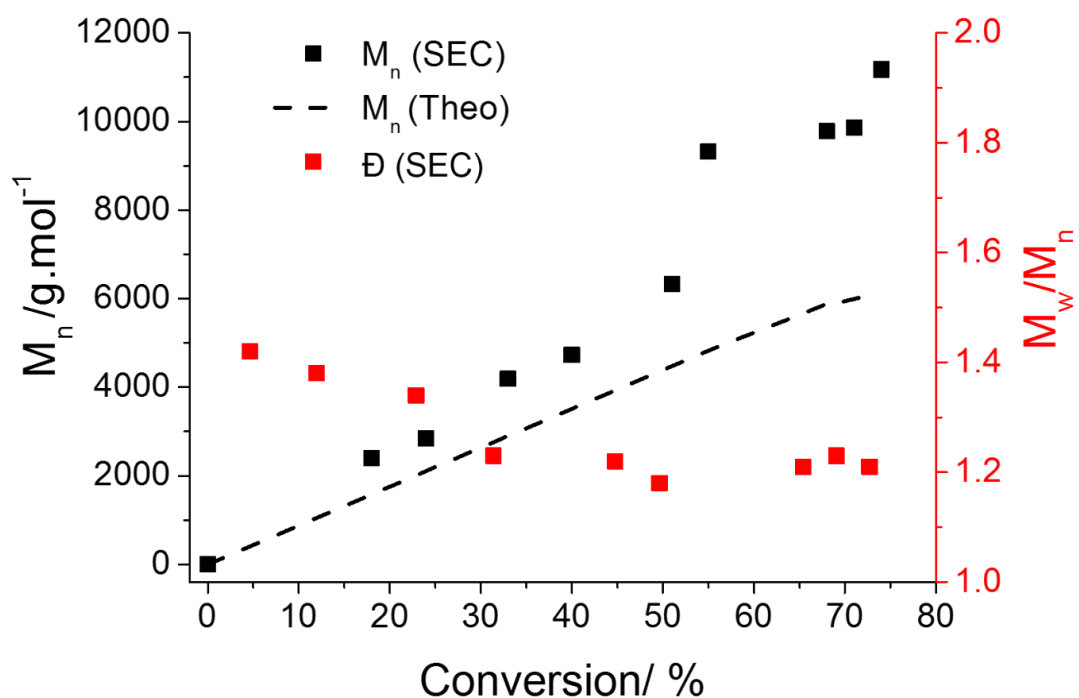 12000
10000
8000
6000
4000
2000
0
Mₙ /g.mol⁻¹
Mₙ (SEC)
Mₙ (Theo)
Đ (SEC)
2.0
1.8
1.6
1.4
1.2
1.0
M_w/Mₙ
0 10 20 30 40 50 60 70 80
Conversion/ %